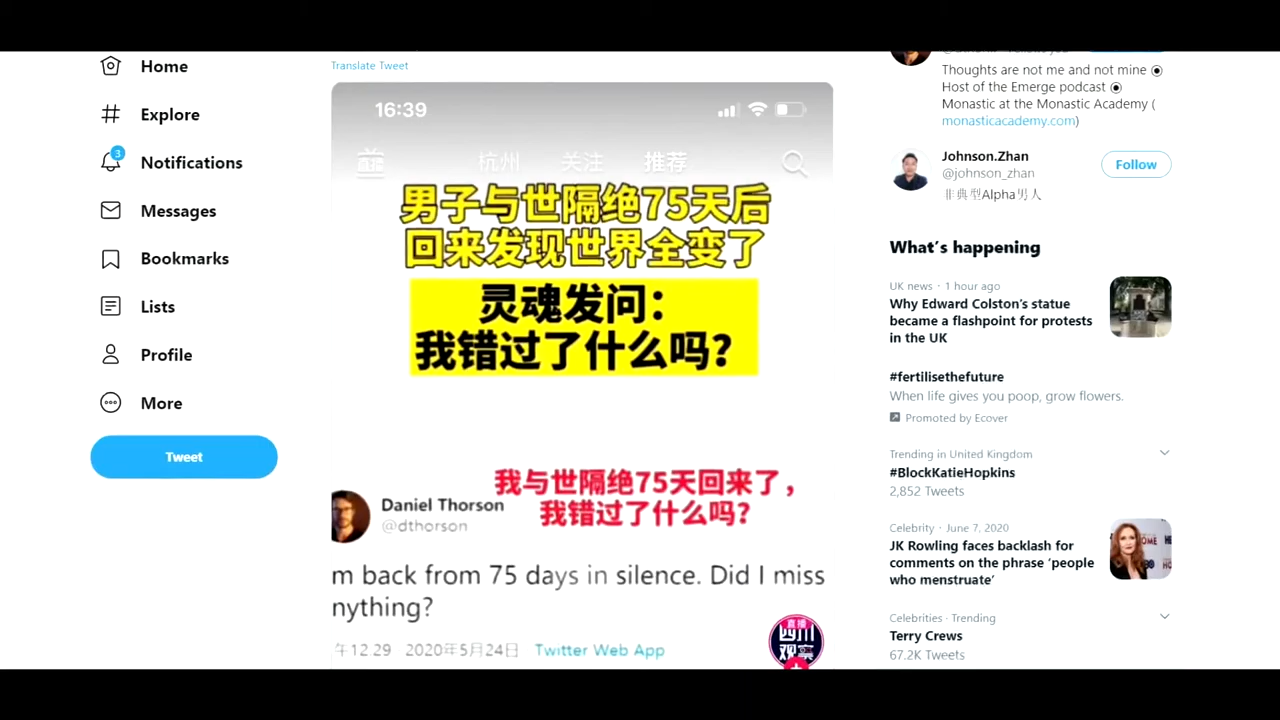 Home
Explore
3
Notifications
Messages
Bookmarks
Lists
Profile
More
Tweet
Translate Tweet
16:39
杭州 关注 推荐
男子与世隔绝75天后
回来发现世界全变了
灵魂发问：
我错过了什么吗？
我与世隔绝75天回来了，
我错过了什么吗？
Daniel Thorson
@dthorson
m back from 75 days in silence. Did I miss
nything?
午12.29 2020年5月24日 Twitter Web App
直播
四川
观察
Thoughts are not me and not mine
Host of the Emerge podcast
Monastic at the Monastic Academy (
monasticacademy.com)
Johnson.Zhan
@johnson_zhan
Follow
非典型Alpha男人
What's happening
UK news · 1 hour ago
Why Edward Colston's statue
became a flashpoint for protests
in the UK
#fertilisethefuture
When life gives you poop, grow flowers.
Promoted by Ecover
Trending in United Kingdom
#BlockKatieHopkins
2,852 Tweets
Celebrity · June 7, 2020
JK Rowling faces backlash for
comments on the phrase ‘people
who menstruate’
Celebrities · Trending
Terry Crews
67.2K Tweets